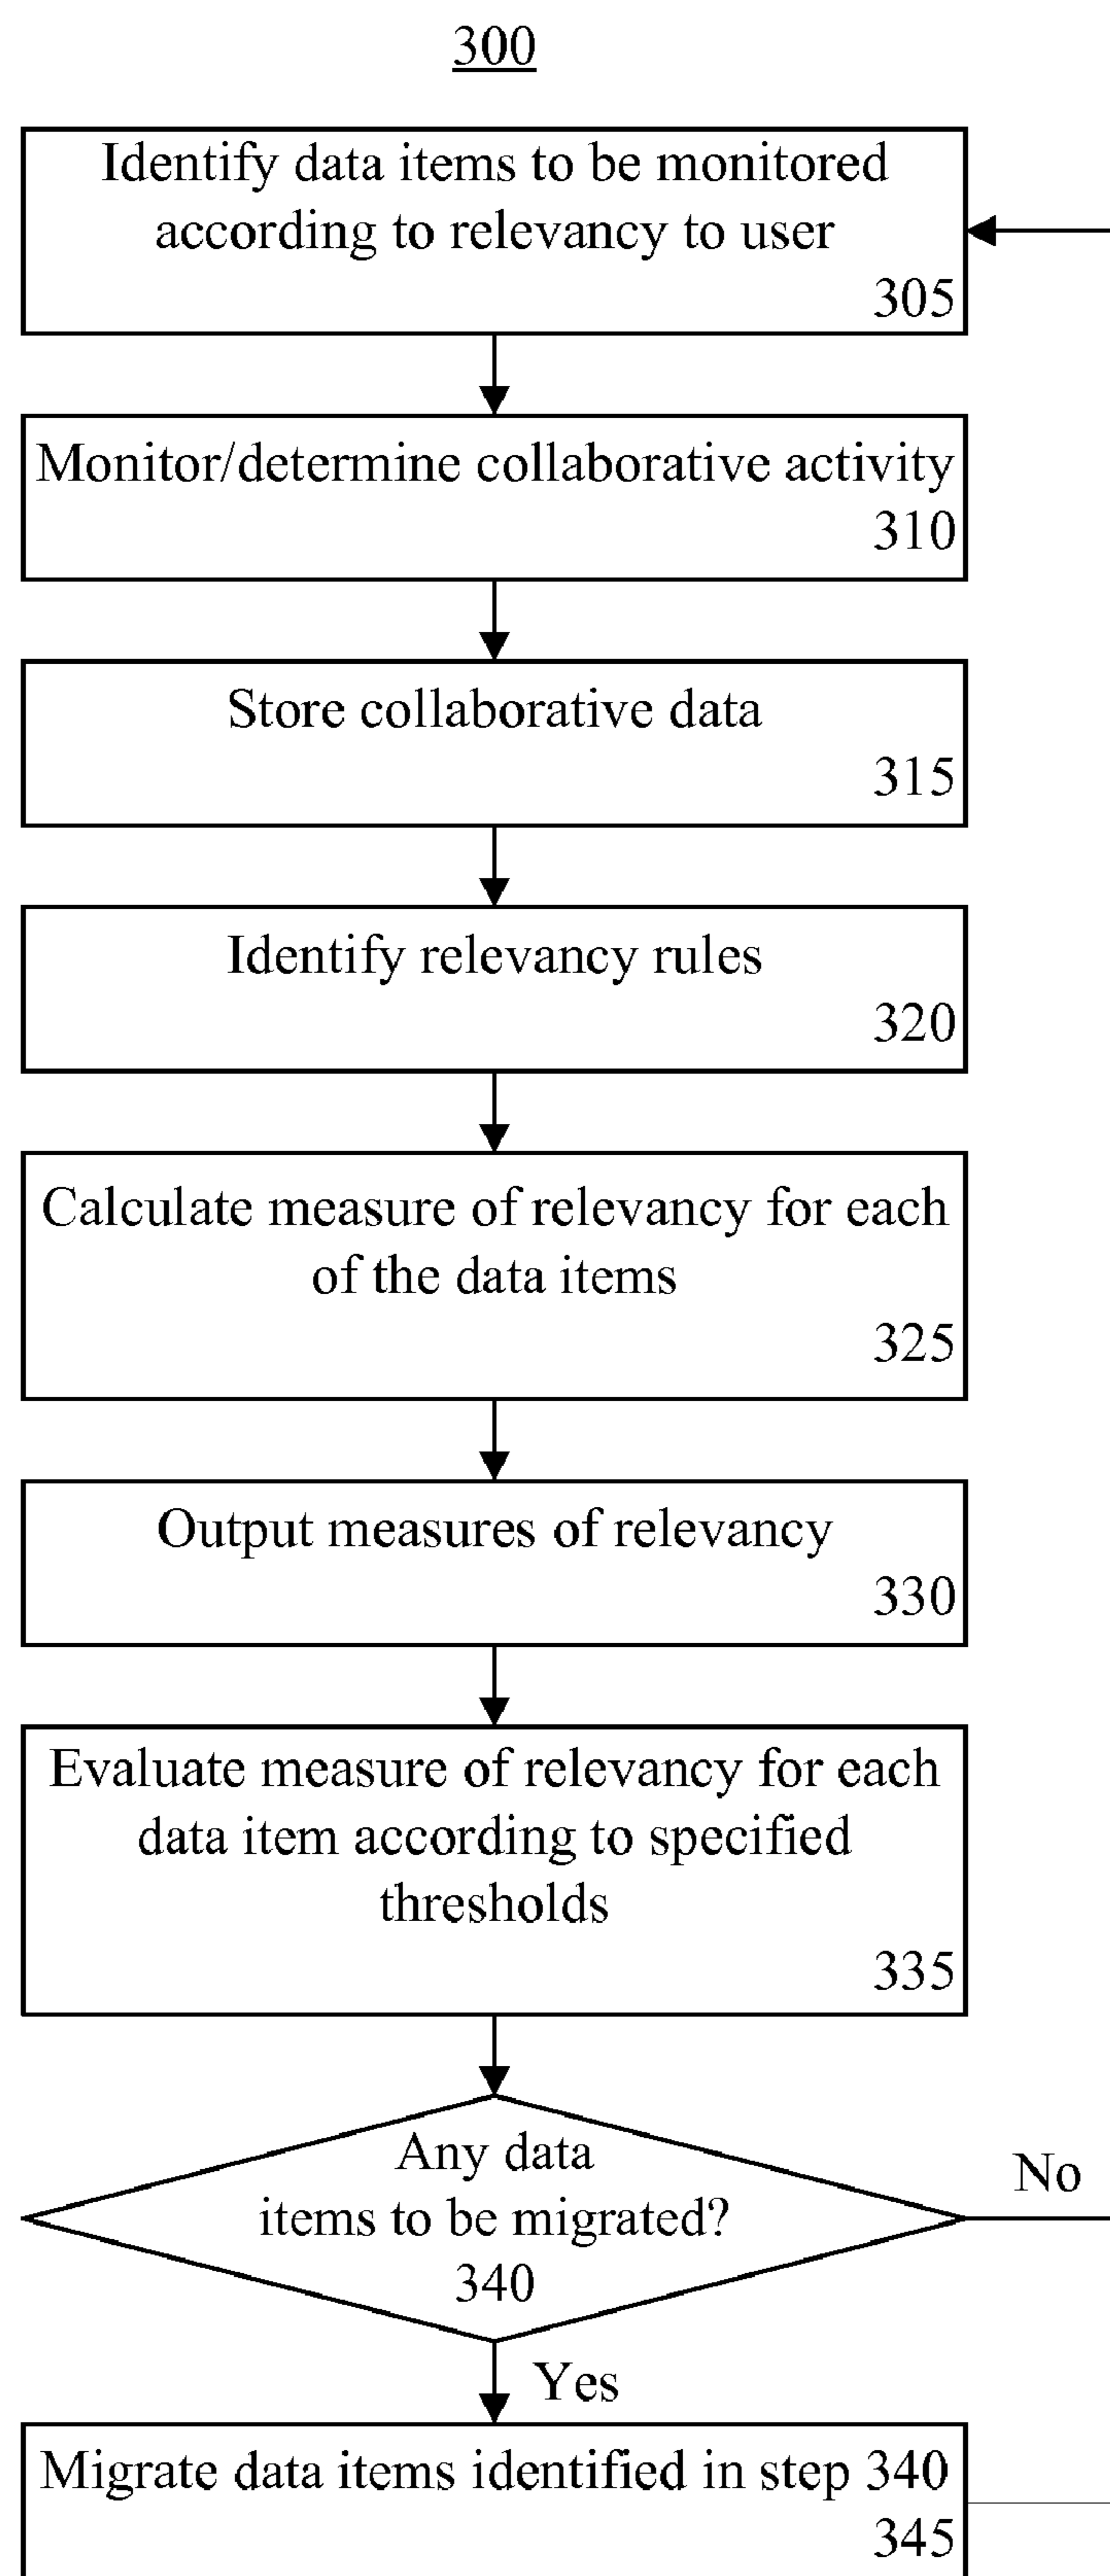 300
Identify data items to be monitored
according to relevancy to user
305
Monitor/determine collaborative activity
310
Store collaborative data
315
Identify relevancy rules
320
Calculate measure of relevancy for each
of the data items
325
Output measures of relevancy
330
Evaluate measure of relevancy for each
data item according to specified
thresholds
335
Any data
items to be migrated?
340
No
Yes
Migrate data items identified in step 340
345